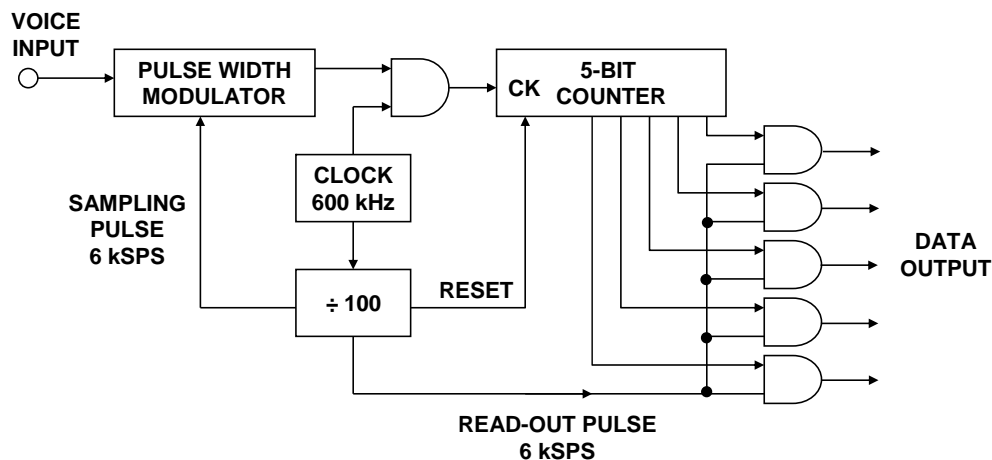 VOICE
INPUT
PULSE WIDTH
MODULATOR
CK
5-BIT
COUNTER
CLOCK
600 kHz
SAMPLING
PULSE
6 kSPS
÷ 100
RESET
DATA
OUTPUT
READ-OUT PULSE
6 kSPS